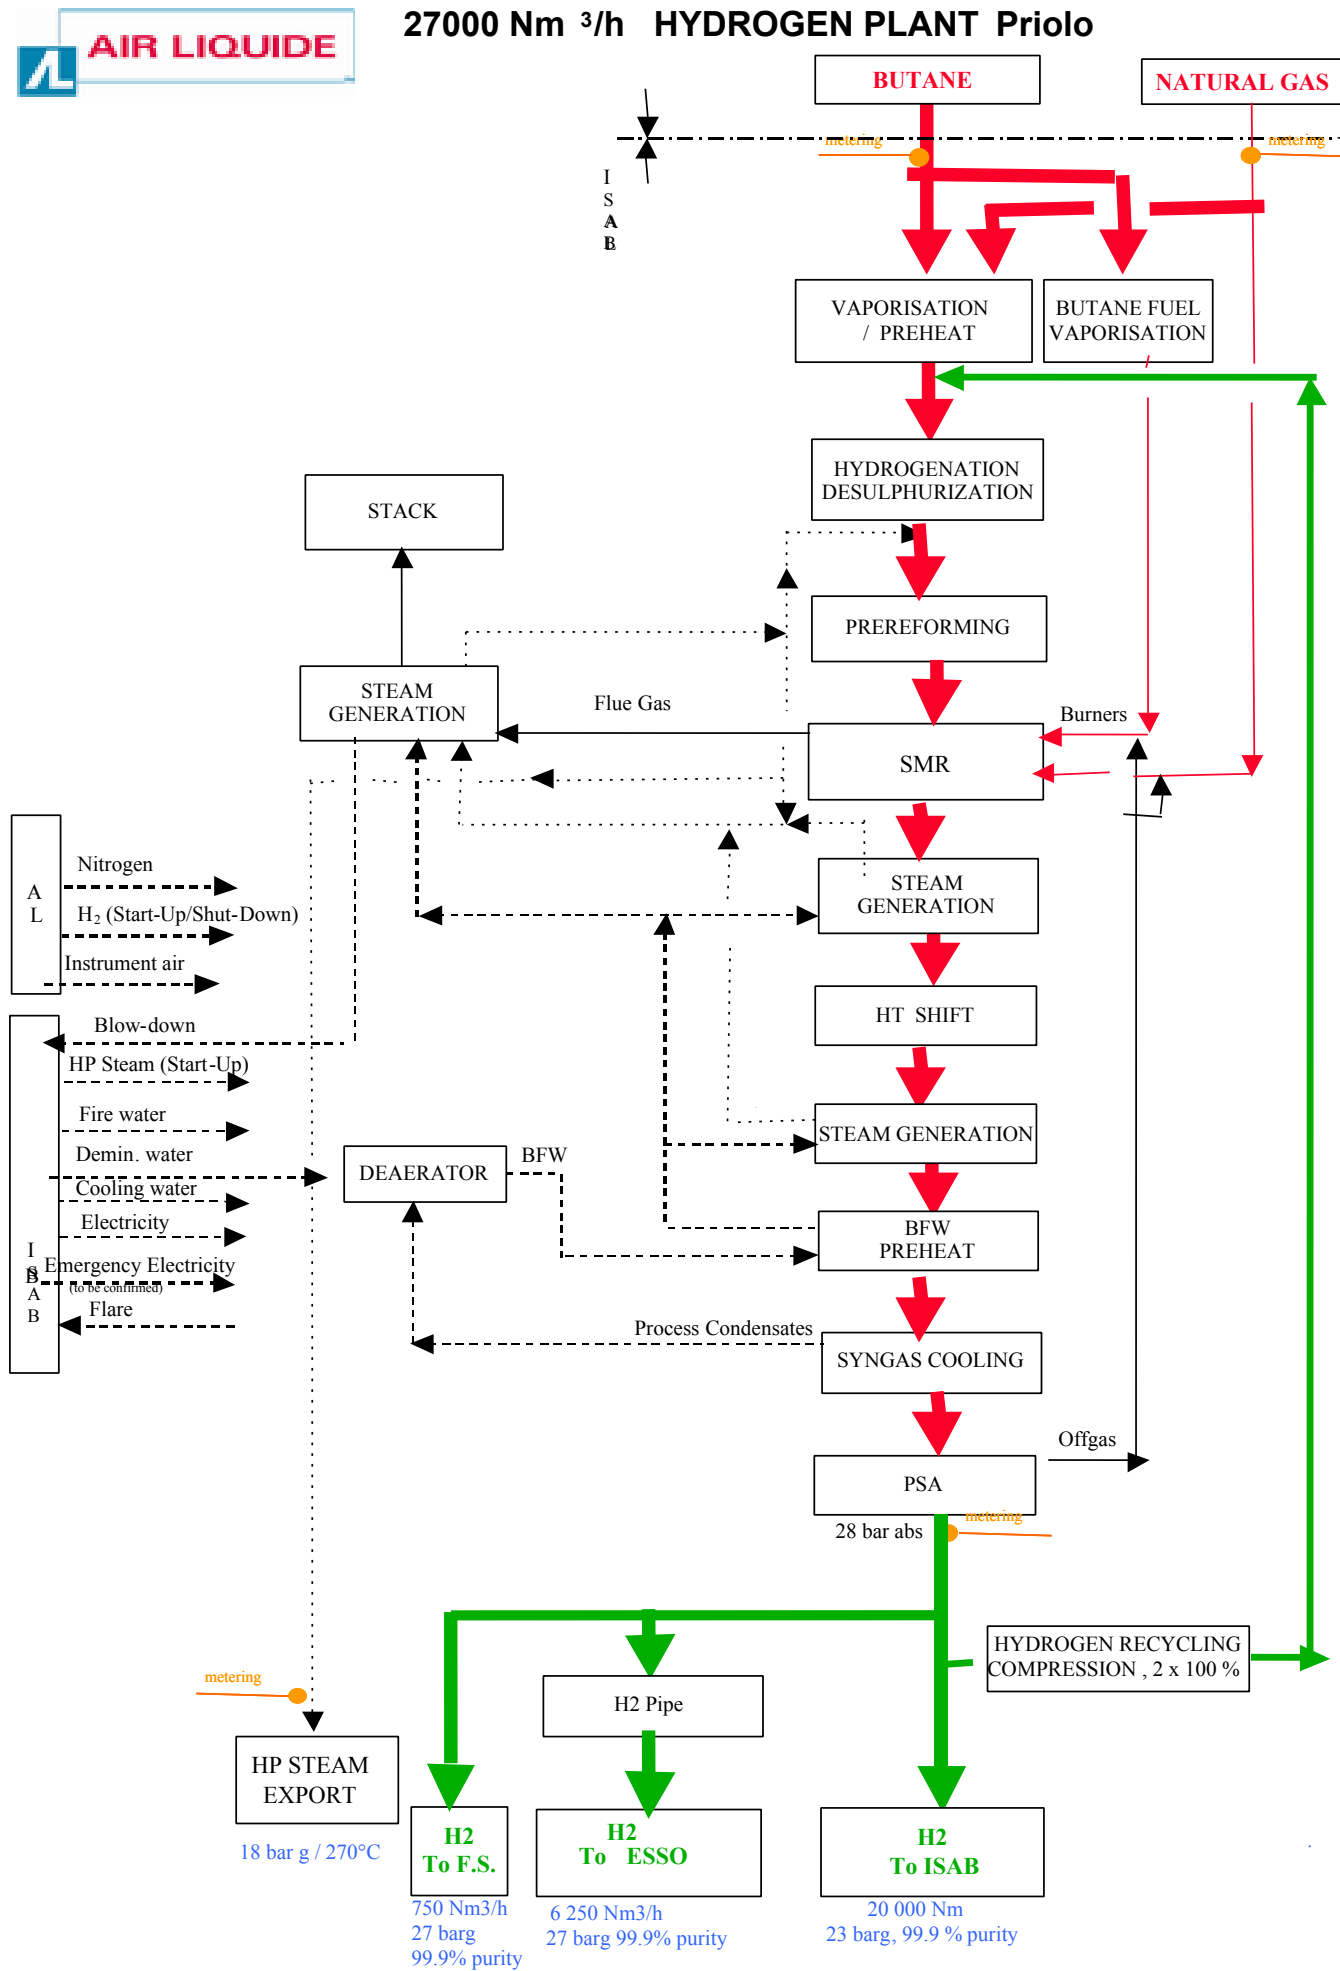 27000 Nm ³/h HYDROGEN PLANT Priolo
AIR LIQUIDE
BUTANE
NATURAL GAS
metering
metering
I
S
A
B
VAPORISATION
/ PREHEAT
BUTANE FUEL
VAPORISATION
HYDROGENATION
DESULPHURIZATION
STACK
PREREFORMING
STEAM
GENERATION
Flue Gas
Burners
SMR
A
L
Nitrogen
H₂ (Start-Up/Shut-Down)
Instrument air
STEAM
GENERATION
HT SHIFT
Blow-down
HP Steam (Start-Up)
Fire water
Demin. water
Cooling water
Electricity
Emergency Electricity
(to be confirmed)
Flare
I
S
A
B
STEAM GENERATION
DEAERATOR
BFW
BFW
PREHEAT
Process Condensates
SYNGAS COOLING
Offgas
PSA
28 bar abs
metering
HYDROGEN RECYCLING
COMPRESSION , 2 x 100 %
metering
H2 Pipe
HP STEAM
EXPORT
18 bar g / 270°C
H2
To F.S.
750 Nm3/h
27 barg
99.9% purity
H2
To ESSO
6 250 Nm3/h
27 barg 99.9% purity
H2
To ISAB
20 000 Nm
23 barg, 99.9 % purity